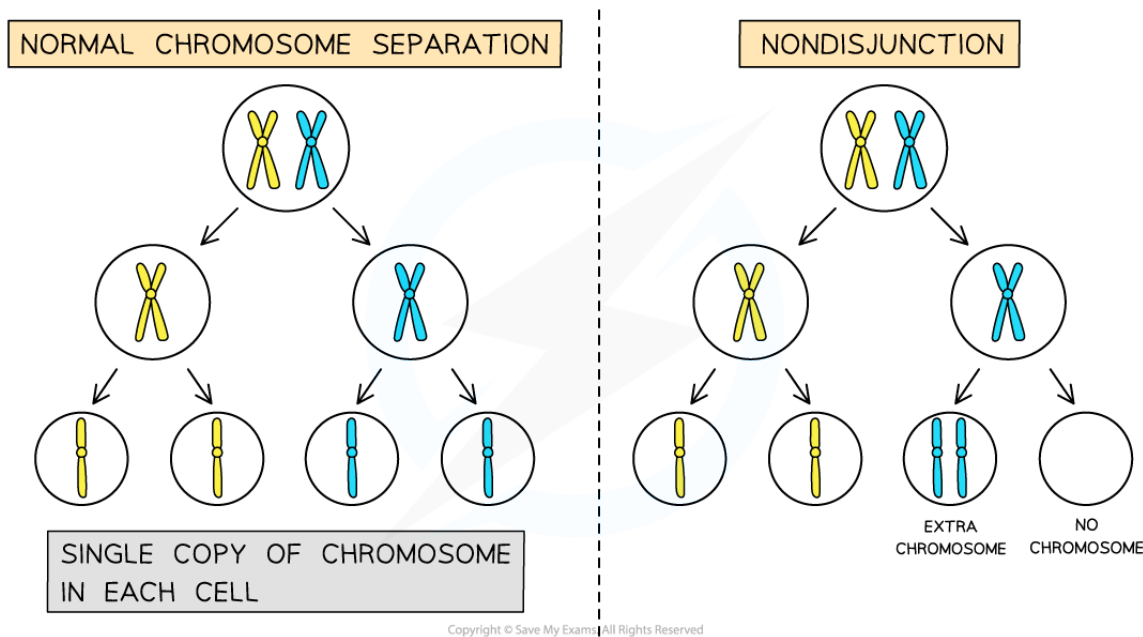 NORMAL CHROMOSOME SEPARATION
NONDISJUNCTION
EXTRA
CHROMOSOME
NO
CHROMOSOME
SINGLE COPY OF CHROMOSOME
IN EACH CELL
Copyright © Save My Exams. All Rights Reserved